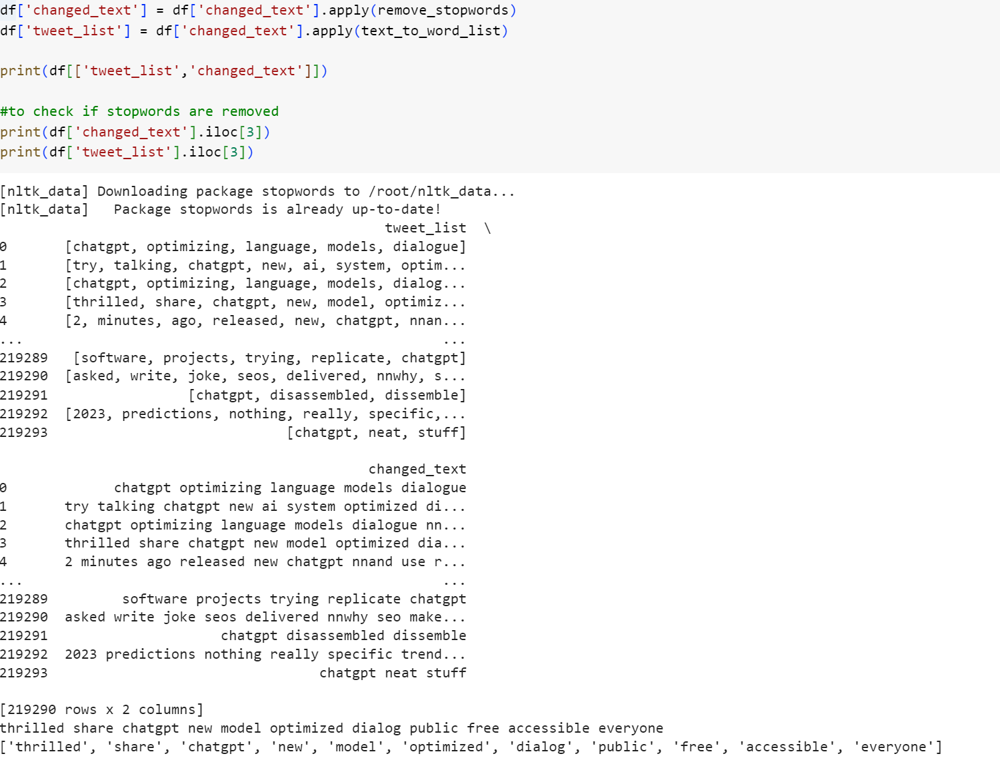 df['changed_text'] = df['changed_text'].apply(remove_stopwords)
df['tweet_list'] = df['changed_text'].apply(text_to_word_list)

print(df[['tweet_list','changed_text']])

#to check if stopwords are removed
print(df['changed_text'].iloc[3])
print(df['tweet_list'].iloc[3])

[nltk_data] Downloading package stopwords to /root/nltk_data...
[nltk_data]   Package stopwords is already up-to-date!
                                               tweet_list  \
0       [chatgpt, optimizing, language, models, dialogue]
1       [try, talking, chatgpt, new, ai, system, optim...
2       [chatgpt, optimizing, language, models, dialog...
3       [thrilled, share, chatgpt, new, model, optimiz...
4       [2, minutes, ago, released, new, chatgpt, nnan...
...                                                   ...
219289   [software, projects, trying, replicate, chatgpt]
219290  [asked, write, joke, seos, delivered, nnwhy, s...
219291                 [chatgpt, disassembled, dissemble]
219292  [2023, predictions, nothing, really, specific,...
219293                             [chatgpt, neat, stuff]

                                             changed_text
0             chatgpt optimizing language models dialogue
1       try talking chatgpt new ai system optimized di...
2       chatgpt optimizing language models dialogue nn...
3       thrilled share chatgpt new model optimized dia...
4       2 minutes ago released new chatgpt nnand use r...
...                                                   ...
219289         software projects trying replicate chatgpt
219290  asked write joke seos delivered nnwhy seo make...
219291                     chatgpt disassembled dissemble
219292  2023 predictions nothing really specific trend...
219293                                 chatgpt neat stuff

[219290 rows x 2 columns]
thrilled share chatgpt new model optimized dialog public free accessible everyone
['thrilled', 'share', 'chatgpt', 'new', 'model', 'optimized', 'dialog', 'public', 'free', 'accessible', 'everyone']